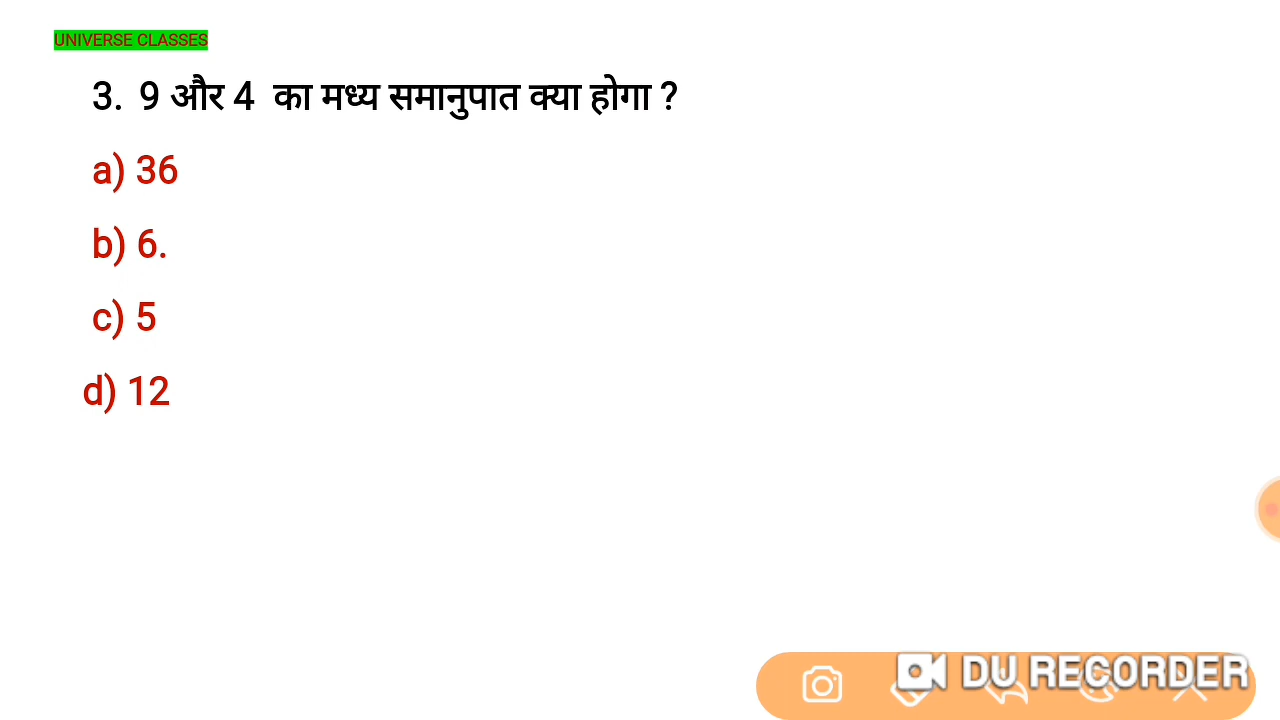 UNIVERSE CLASSES
3. 9 और 4 का मध्य समानुपात क्या होगा ?
a) 36
b) 6.
c) 5
d) 12
DU RECORDER